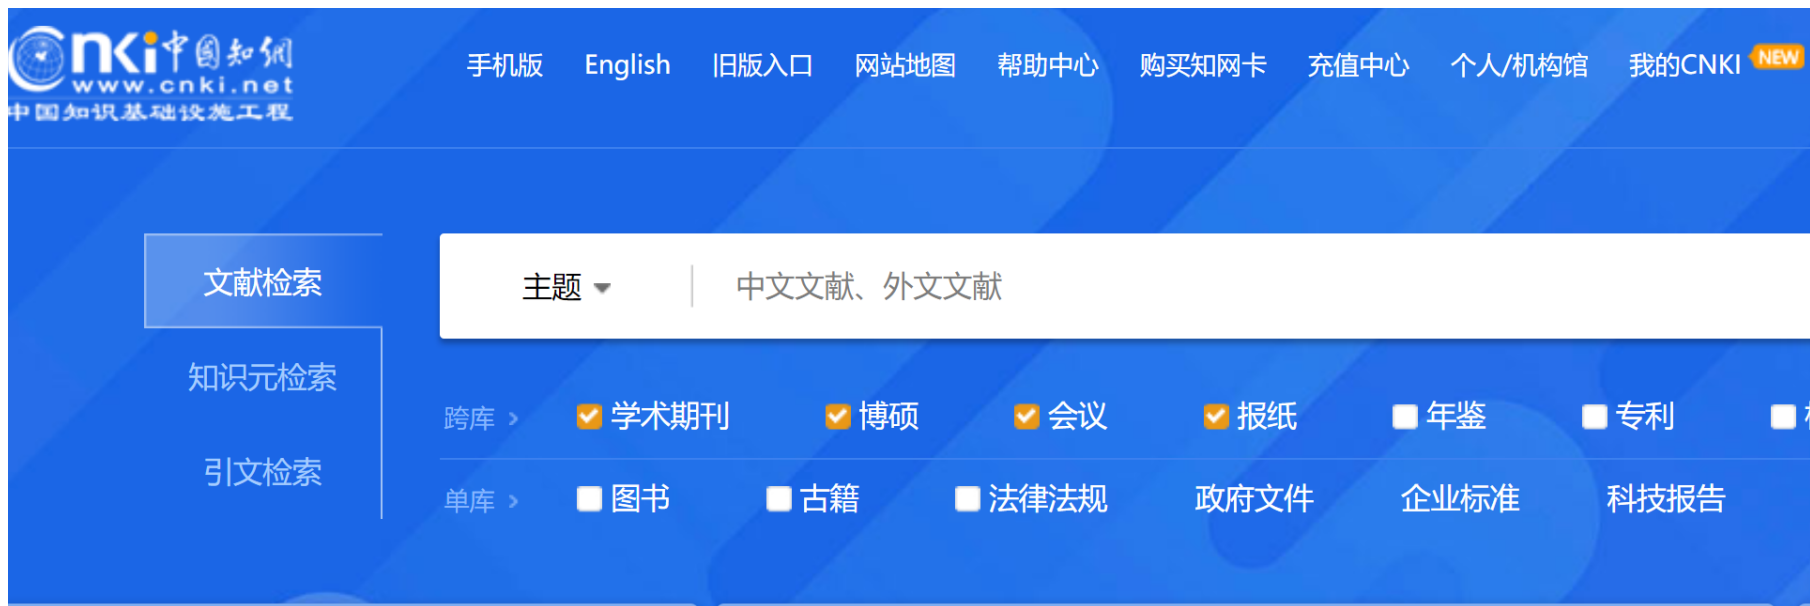 cnki中国知网
www.cnki.net
中国知识基础设施工程
手机版 English 旧版入口 网站地图 帮助中心 购买知网卡 充值中心 个人/机构馆 我的CNKI NEW
文献检索
知识元检索
引文检索
主题 中文文献、外文文献
跨库 > 学术期刊 博硕 会议 报纸 年鉴 专利
单库 > 图书 古籍 法律法规 政府文件 企业标准 科技报告